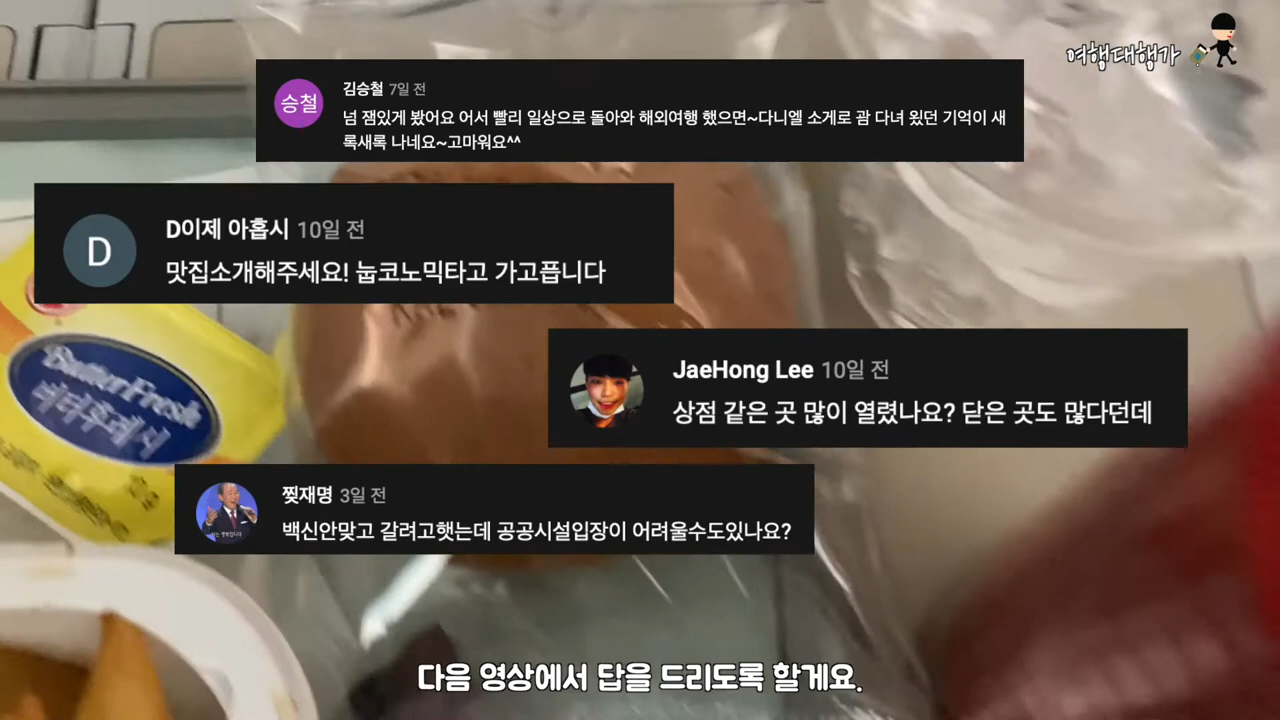 여행대행가
승철
김승철 7일 전
넘 잼있게 봤어요 어서 빨리 일상으로 돌아와 해외여행 했으면~다니엘 소게로 괌 다녀 욌던 기억이 새
록새록 나네요~고마워요^^
D
D이제 아홉시 10일 전
맛집소개해주세요! 눕코노믹타고 가고픕니다
JaeHong Lee 10일 전
상점 같은 곳 많이 열렸나요? 닫은 곳도 많다던데
ButterFresh
버터후레쉬
찢재명 3일 전
백신안맞고 갈려고햇는데 공공시설입장이 어려울수도있나요?
다음 영상에서 답을 드리도록 할게요.